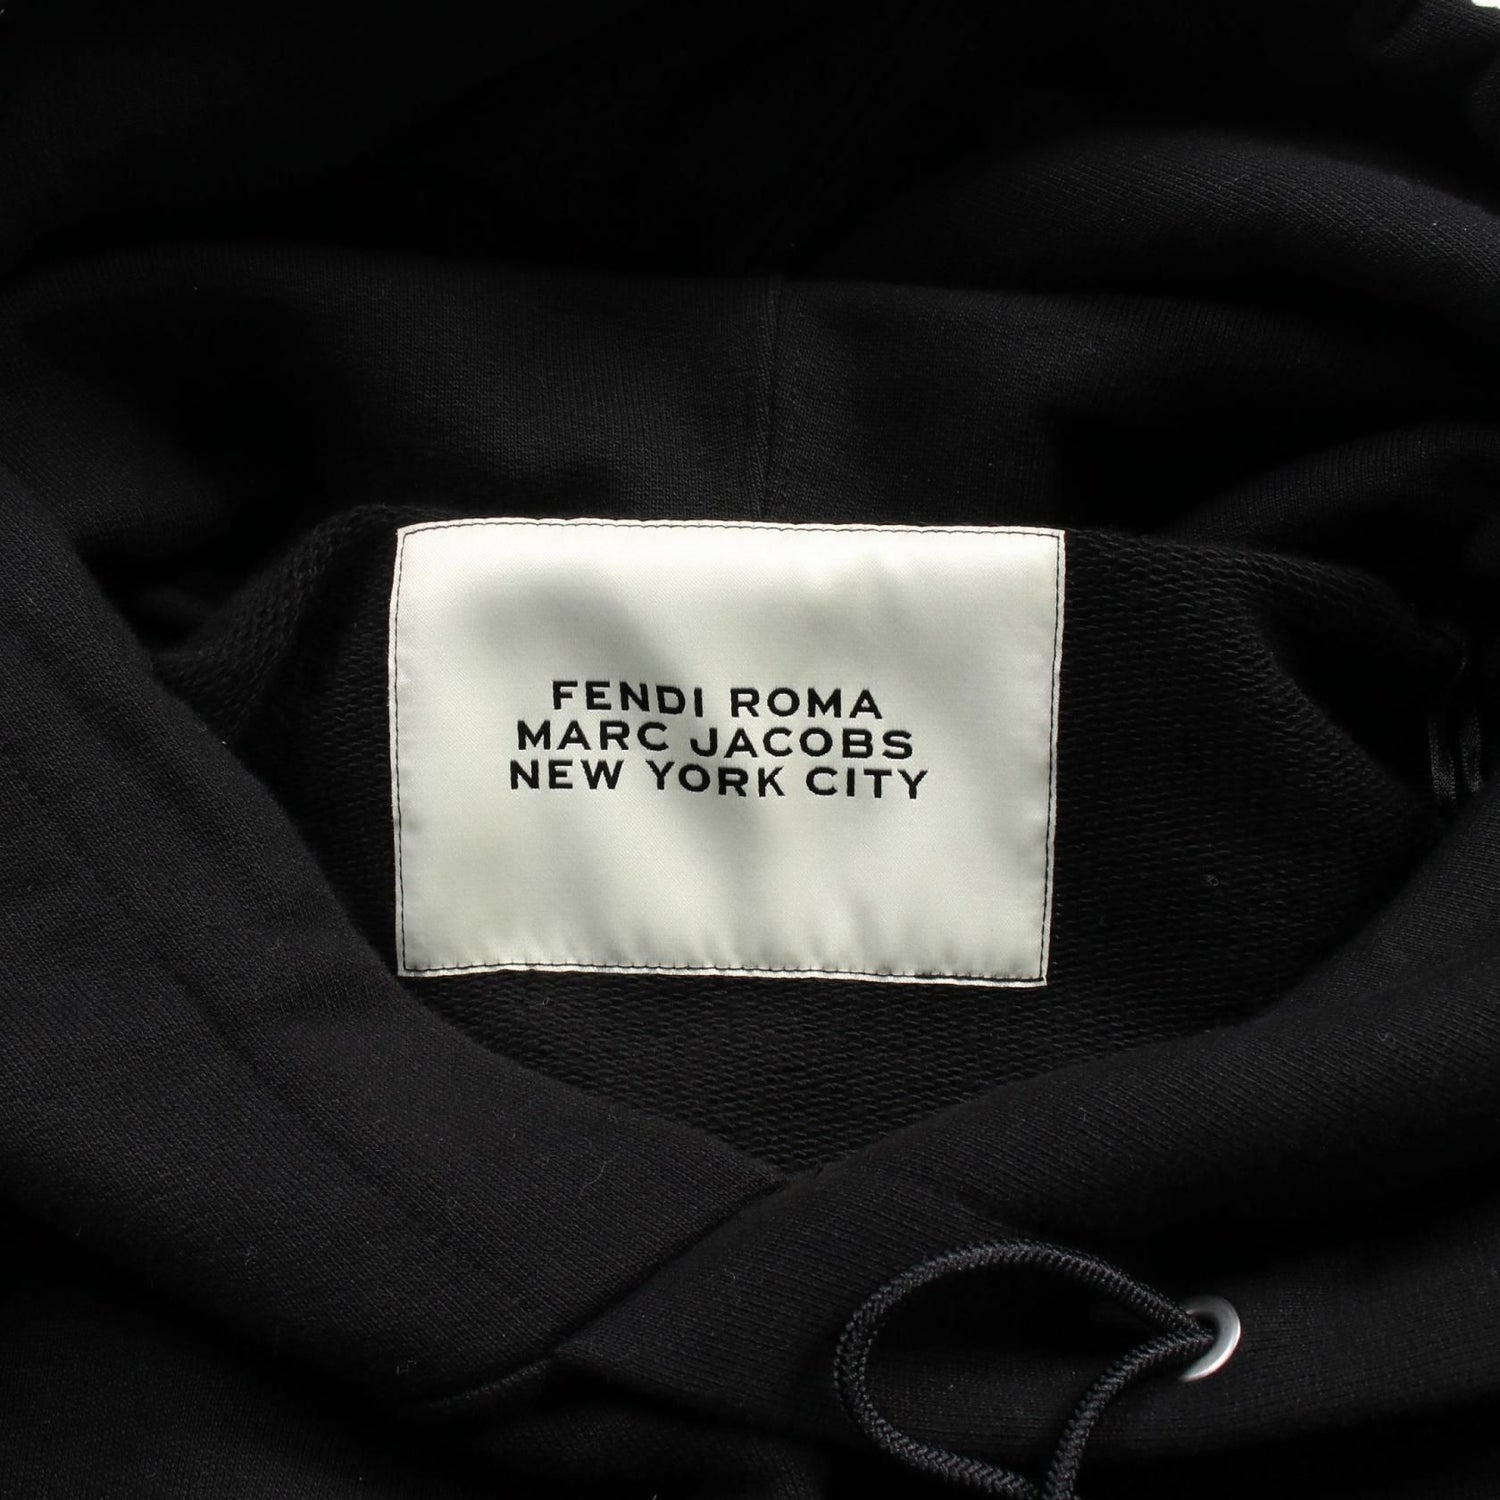 FENDI ROMA
MARC JACOBS
NEW YORK CITY